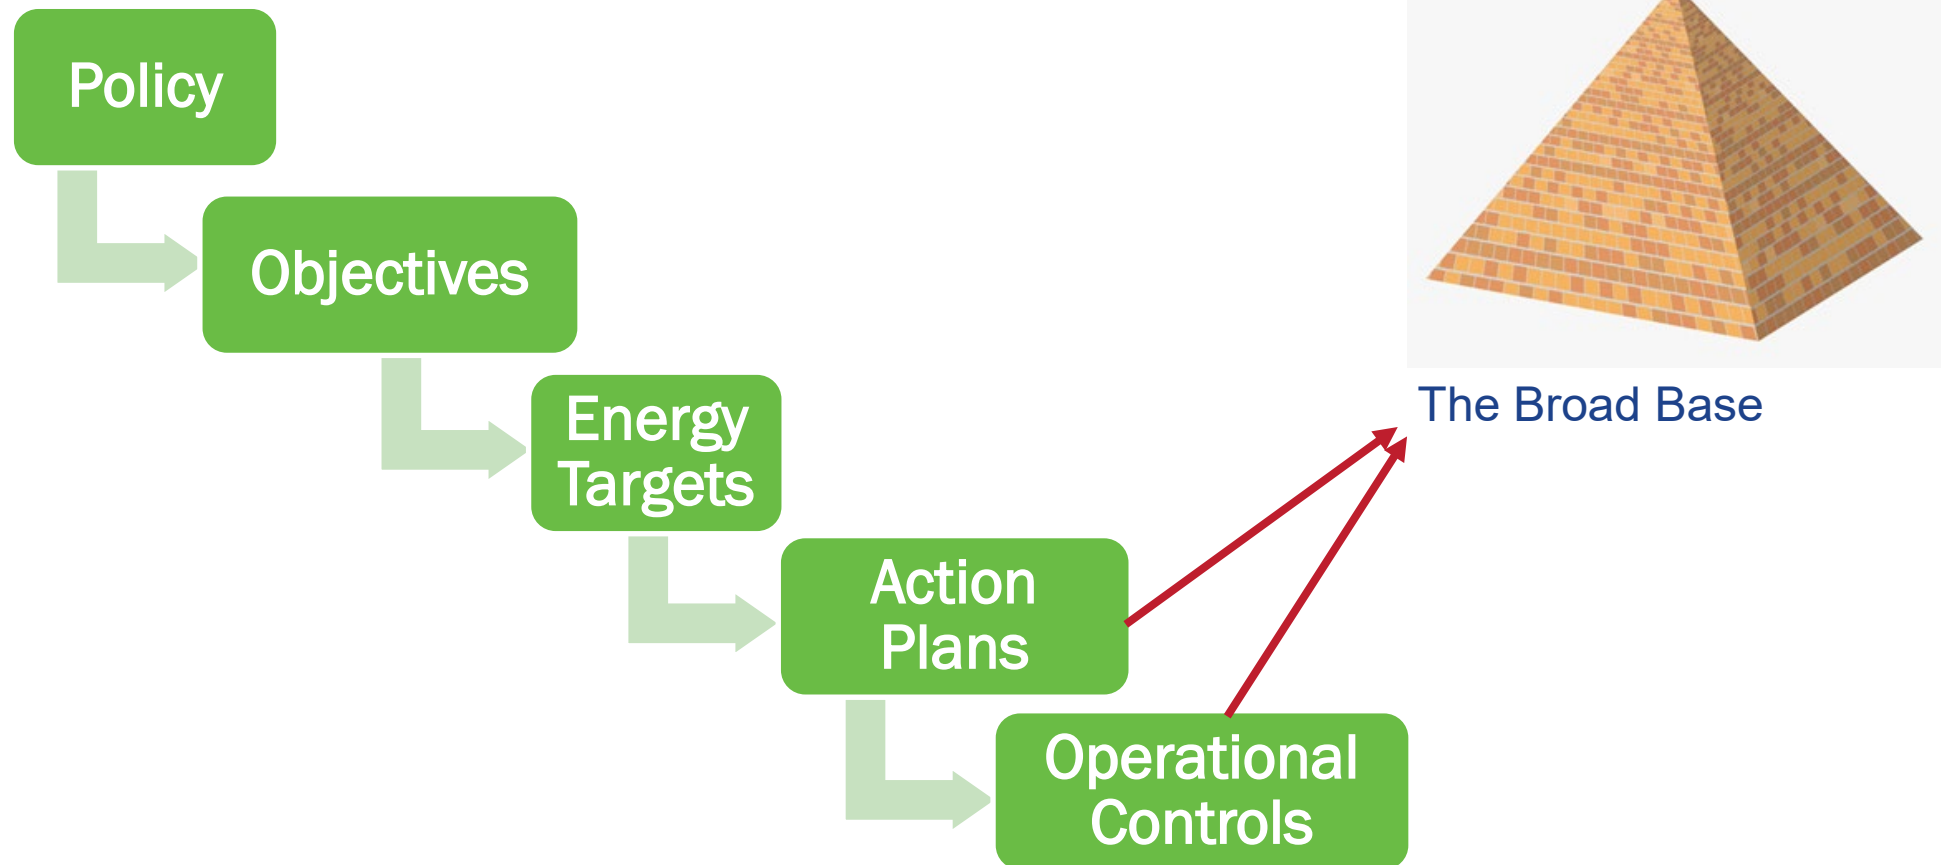 Policy
Objectives
Energy
Targets
Action
Plans
Operational
Controls
The Broad Base